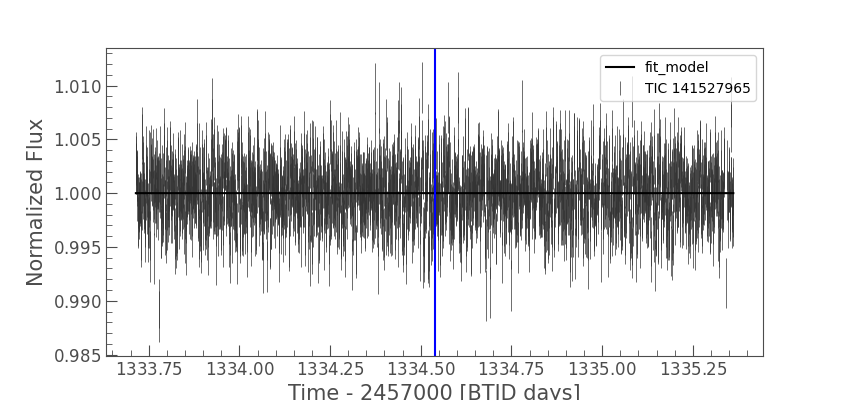 fit_model
TIC 141527965
1.010
1.005
1.000
0.995
0.990
0.985
Normalized Flux
1333.75 1334.00 1334.25 1334.50 1334.75 1335.00 1335.25
Time - 2457000 [BTJD days]